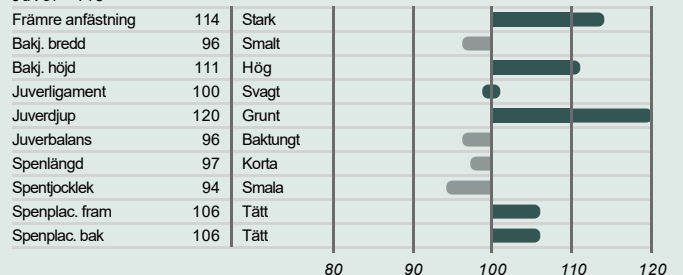 Främre anfästning 114 Stark
Bakj. bredd 96 Smalt
Bakj. höjd 111 Hög
Juverligament 100 Svagt
Juverdjup 120 Grunt
Juverbalans 96 Baktungt
Spenlängd 97 Korta
Spentjocklek 94 Smala
Spenplac. fram 106 Tätt
Spenplac. bak 106 Tätt
80 90 100 110 120